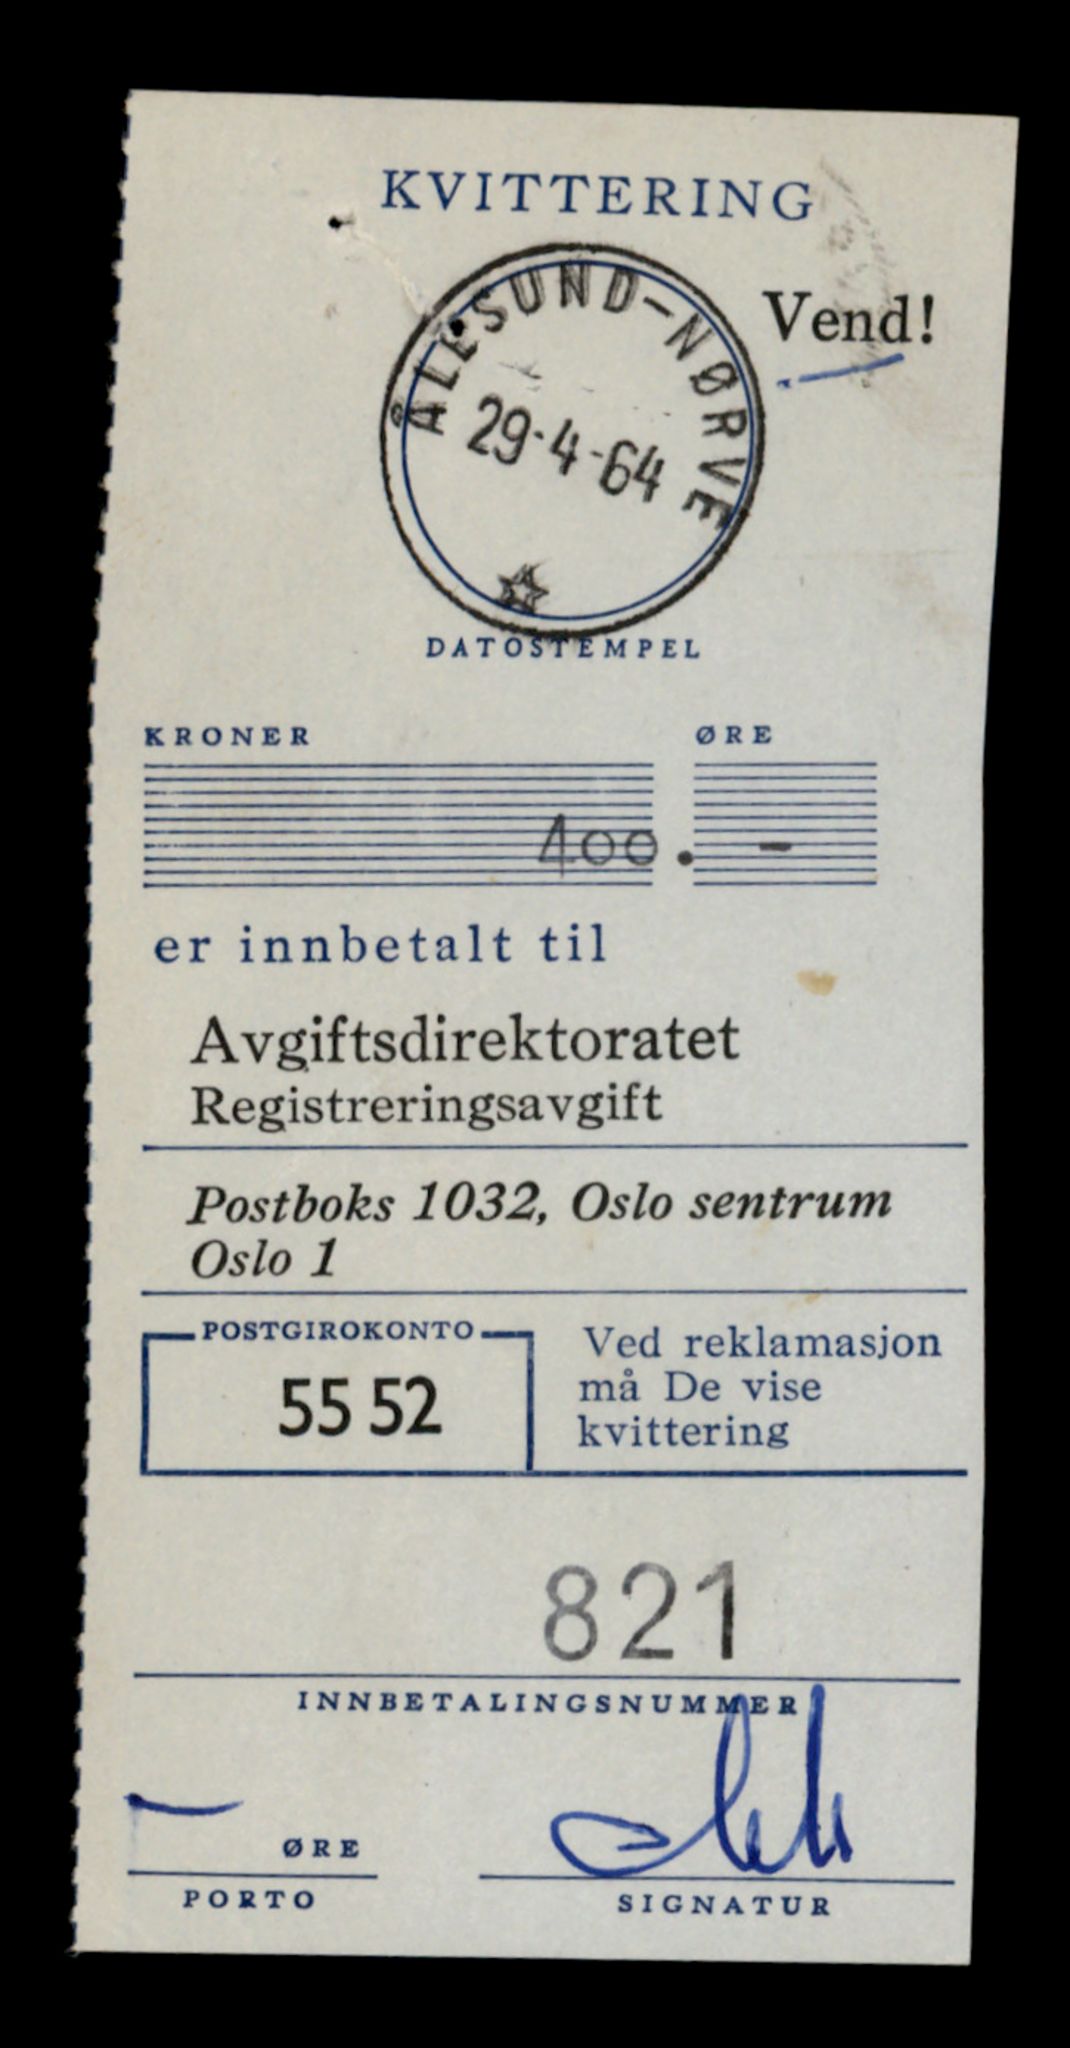 KVITTERING
Vend!
ÅLESUND-NØRVE
29-4-64
DATOSTEMPEL
KRONER ØRE
400. -
er innbetalt til
Avgiftsdirektoratet
Registreringsavgift
Postboks 1032, Oslo sentrum
Oslo 1
POSTGIROKONTO
55 52
Ved reklamasjon
må De vise
kvittering
821
INNBETALINGSNUMMER
— ØRE
PORTO
SIGNATUR